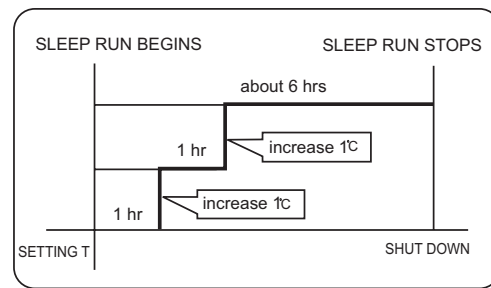 SLEEP RUN BEGINS SLEEP RUN STOPS
about 6 hrs
1 hr increase 1℃
1 hr increase 1℃
SETTING T SHUT DOWN